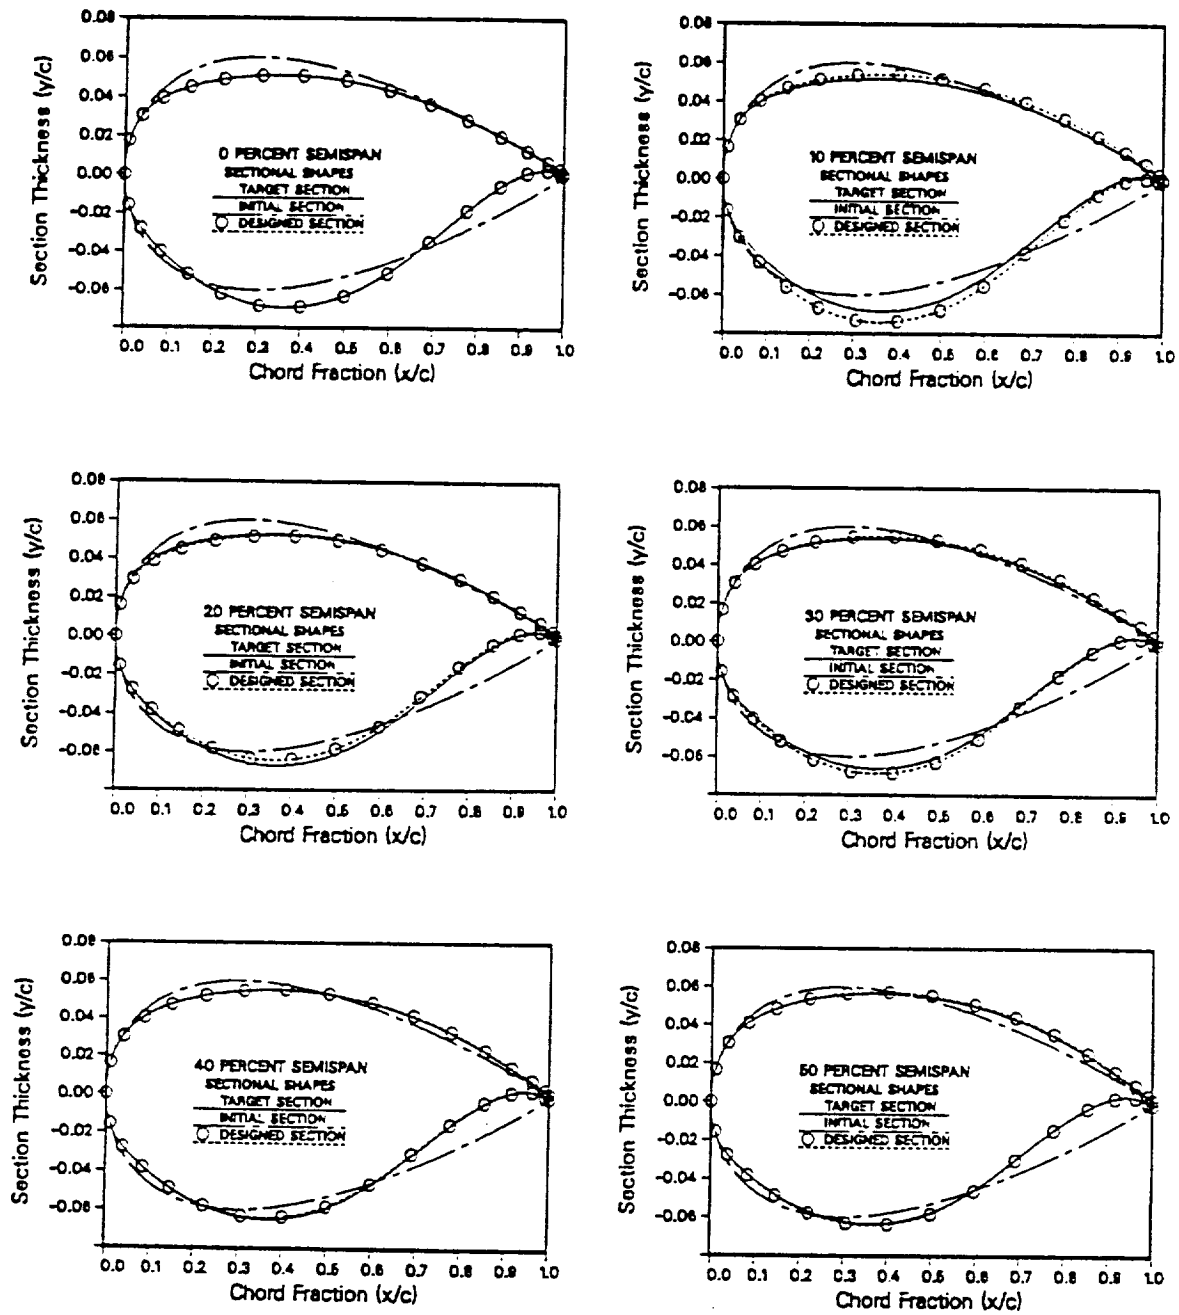 0.08
0.06
0.04
0.02
0.00
-0.02
-0.04
-0.06
Section Thickness (y/c)
0 PERCENT SEMISPAN
SECTIONAL SHAPES
TARGET SECTION
INITIAL SECTION
DESIGNED SECTION
0.0 0.1 0.2 0.3 0.4 0.5 0.6 0.7 0.8 0.9 1.0
Chord Fraction (x/c)
0.08
0.06
0.04
0.02
0.00
-0.02
-0.04
-0.06
Section Thickness (y/c)
10 PERCENT SEMISPAN
SECTIONAL SHAPES
TARGET SECTION
INITIAL SECTION
DESIGNED SECTION
0.0 0.1 0.2 0.3 0.4 0.5 0.6 0.7 0.8 0.9 1.0
Chord Fraction (x/c)
0.08
0.06
0.04
0.02
0.00
-0.02
-0.04
-0.06
Section Thickness (y/c)
20 PERCENT SEMISPAN
SECTIONAL SHAPES
TARGET SECTION
INITIAL SECTION
DESIGNED SECTION
0.0 0.1 0.2 0.3 0.4 0.5 0.6 0.7 0.8 0.9 1.0
Chord Fraction (x/c)
0.08
0.06
0.04
0.02
0.00
-0.02
-0.04
-0.06
Section Thickness (y/c)
30 PERCENT SEMISPAN
SECTIONAL SHAPES
TARGET SECTION
INITIAL SECTION
DESIGNED SECTION
0.0 0.1 0.2 0.3 0.4 0.5 0.6 0.7 0.8 0.9 1.0
Chord Fraction (x/c)
0.08
0.06
0.04
0.02
0.00
-0.02
-0.04
-0.06
Section Thickness (y/c)
40 PERCENT SEMISPAN
SECTIONAL SHAPES
TARGET SECTION
INITIAL SECTION
DESIGNED SECTION
0.0 0.1 0.2 0.3 0.4 0.5 0.6 0.7 0.8 0.9 1.0
Chord Fraction (x/c)
0.08
0.06
0.04
0.02
0.00
-0.02
-0.04
-0.06
Section Thickness (y/c)
50 PERCENT SEMISPAN
SECTIONAL SHAPES
TARGET SECTION
INITIAL SECTION
DESIGNED SECTION
0.0 0.1 0.2 0.3 0.4 0.5 0.6 0.7 0.8 0.9 1.0
Chord Fraction (x/c)